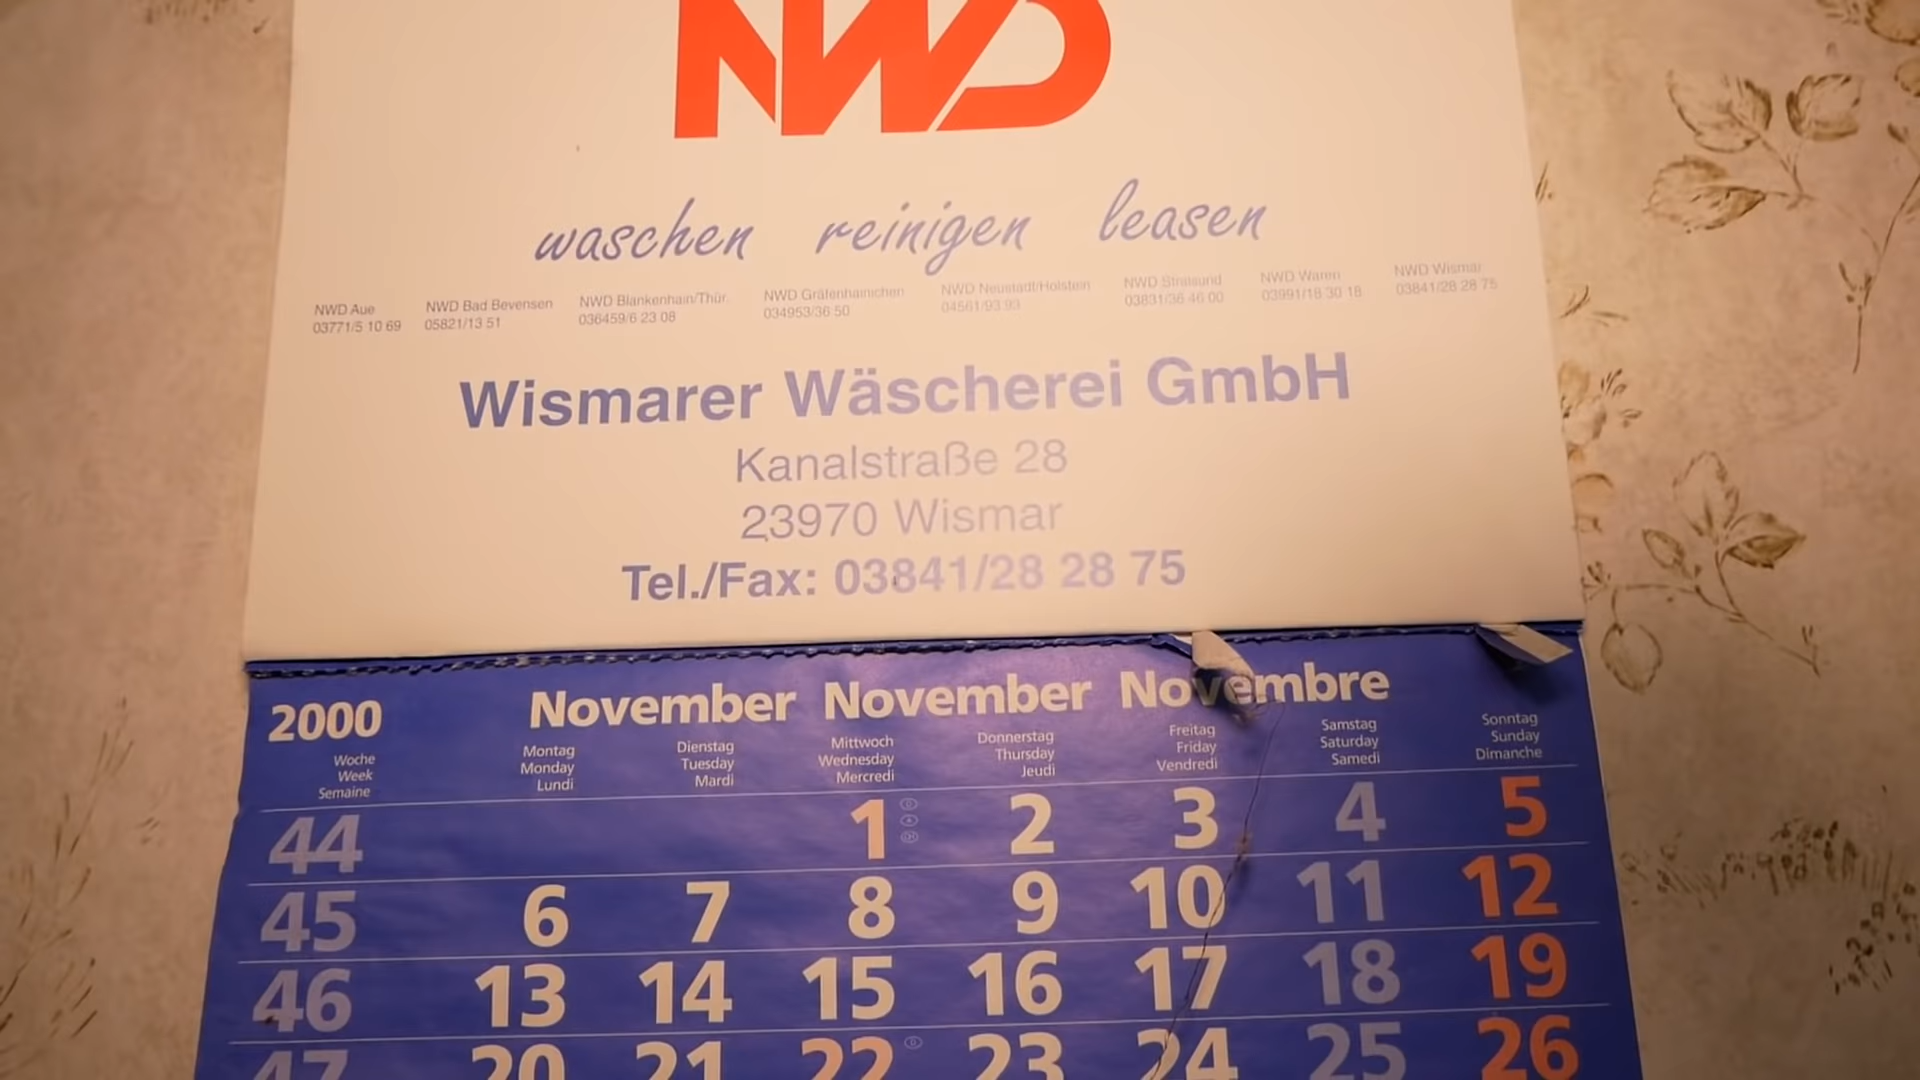 NWD
waschen reinigen leasen
NWD Aue
03771/5 10 69
NWD Bad Bevensen
05821/13 51
NWD Blankenhain/Thür.
036459/6 23 08
NWD Gräfenhainichen
034953/36 50
NWD Neustadt/Holstein
04561/93 93
NWD Stralsund
03831/36 46 00
NWD Waren
03991/18 30 18
NWD Wismar
03841/28 28 75
Wismarer Wäscherei GmbH
Kanalstraße 28
23970 Wismar
Tel./Fax: 03841/28 28 75
2000 November November Novembre
Woche Montag Dienstag Mittwoch Donnerstag Freitag Samstag Sonntag
Week Monday Tuesday Wednesday Thursday Friday Saturday Sunday
Semaine Lundi Mardi Mercredi Jeudi Vendredi Samedi Dimanche
44 1 2 3 4 5
45 6 7 8 9 10 11 12
46 13 14 15 16 17 18 19
47 20 21 22 23 24 25 26